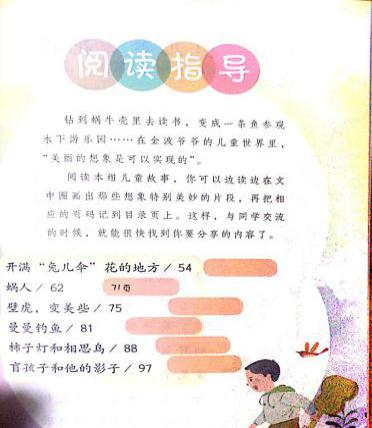 阅读指导
钻到蜗牛壳里去读书，变成一条鱼参观
水下游乐园……在金波爷爷的儿童世界里，
“美丽的想象是可以实现的”。
阅读本组儿童故事，你可以边读边在文
中圈画出那些想象特别美妙的片段，再把相
应的页码记到目录页上。这样，与同学交流
的时候，就能很快找到你要分享的内容了。
开满“兔儿伞”花的地方 / 54
蜗人 / 62 71页
壁虎，变美些 / 75
曼曼钓鱼 / 81
柿子灯和相思鸟 / 88
盲孩子和他的影子 / 97